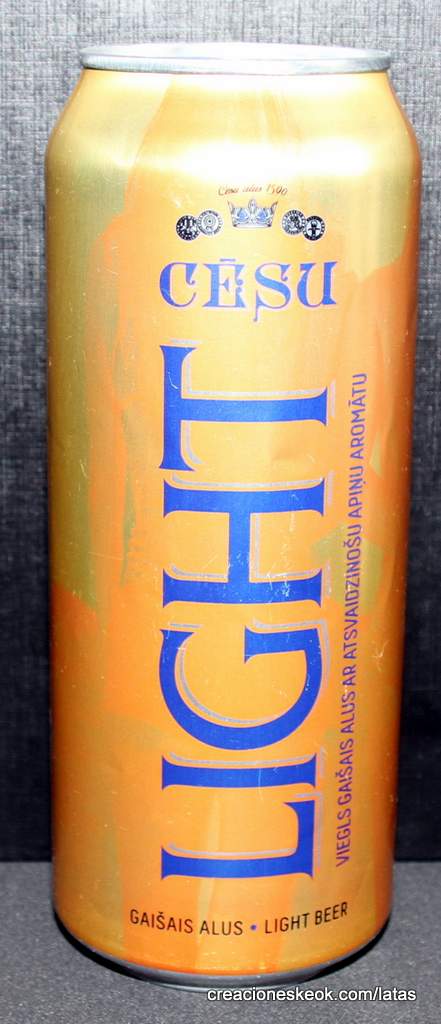 Cēsu alus 1590
CĒSU
LIGHT
VIEGLS GAIŠAIS ALUS AR ATSVAIDZINOŠU APIŅU AROMĀTU
GAIŠAIS ALUS • LIGHT BEER
creacioneskeok.com/latas